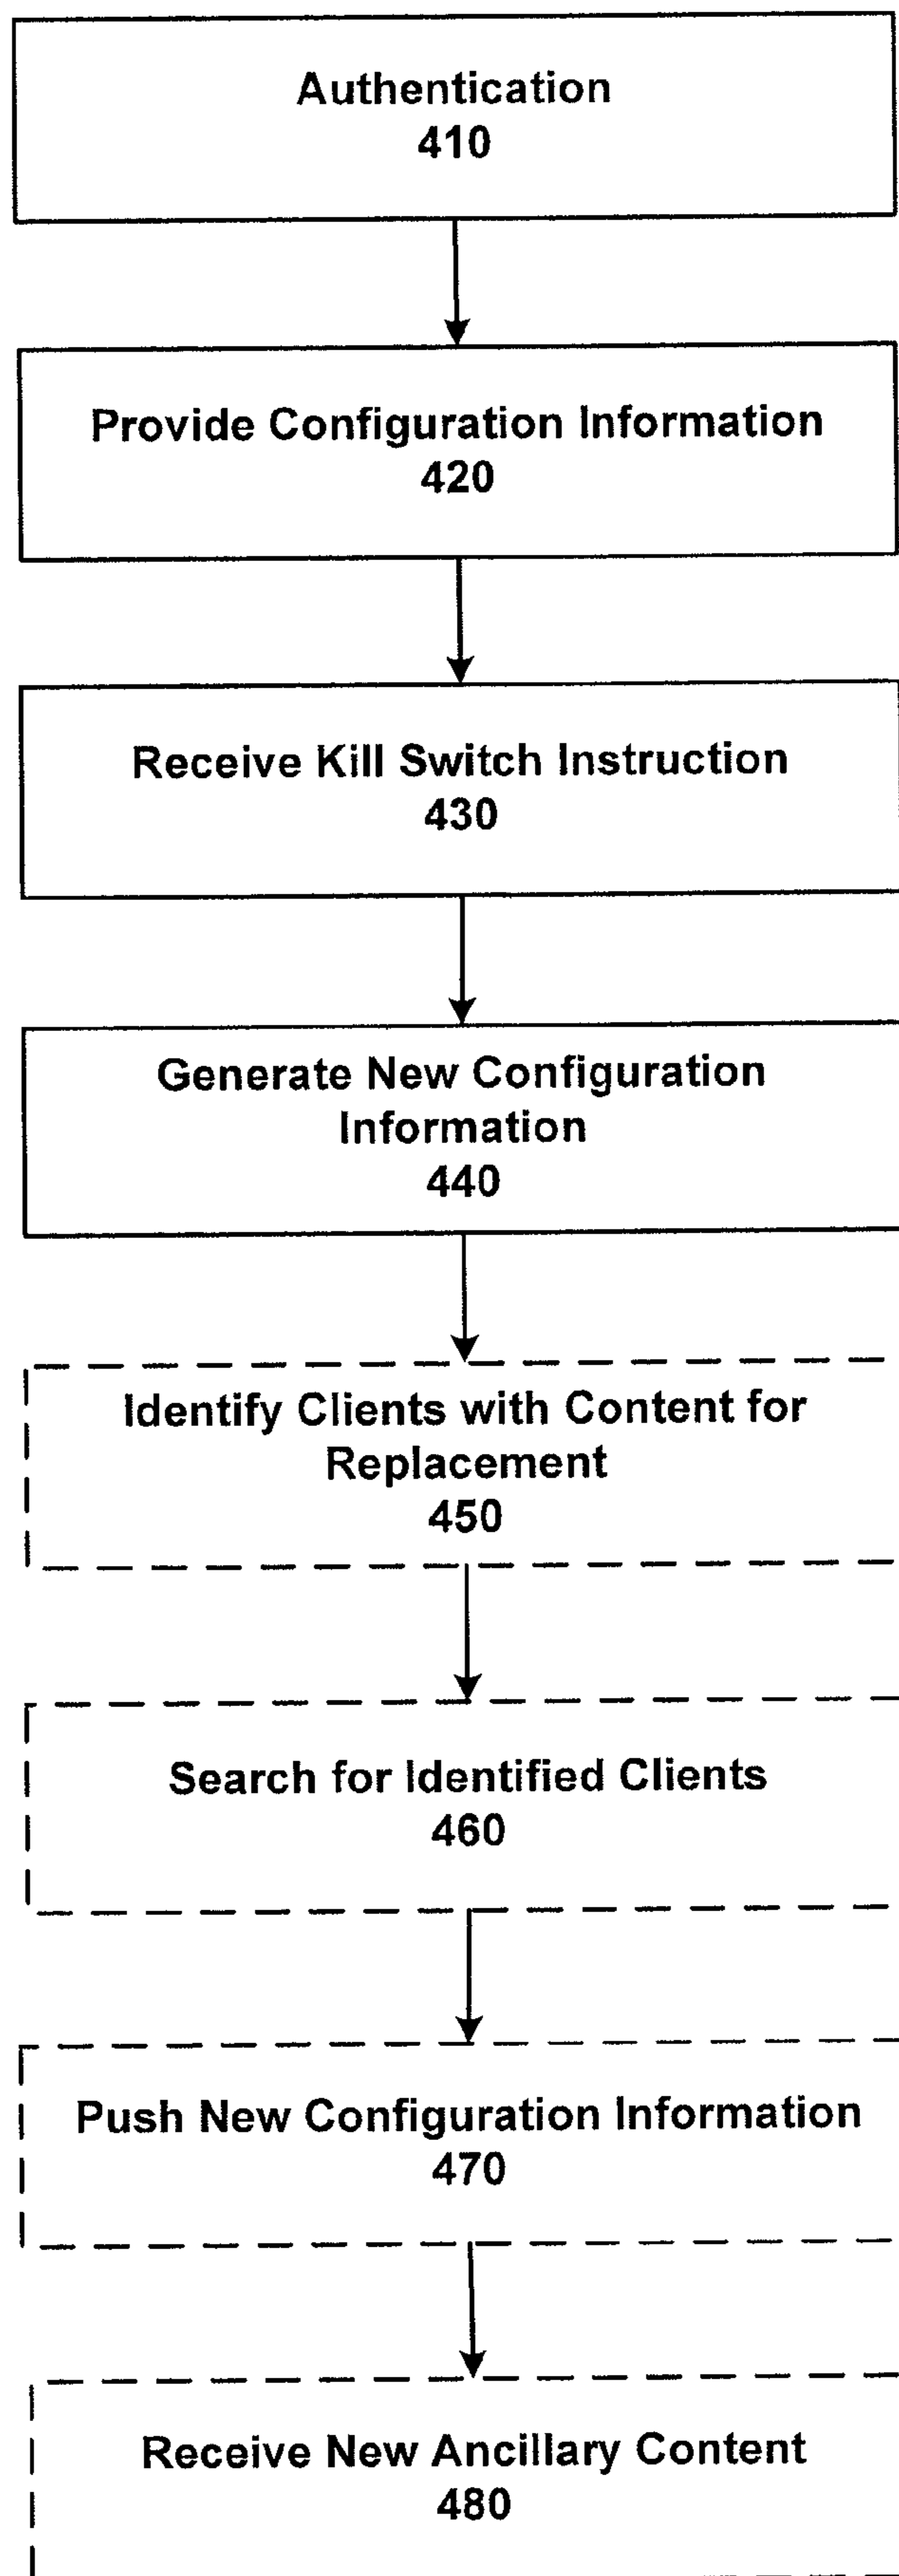 Authentication
410
Provide Configuration Information
420
Receive Kill Switch Instruction
430
Generate New Configuration
Information
440
Identify Clients with Content for
Replacement
450
Search for Identified Clients
460
Push New Configuration Information
470
Receive New Ancillary Content
480